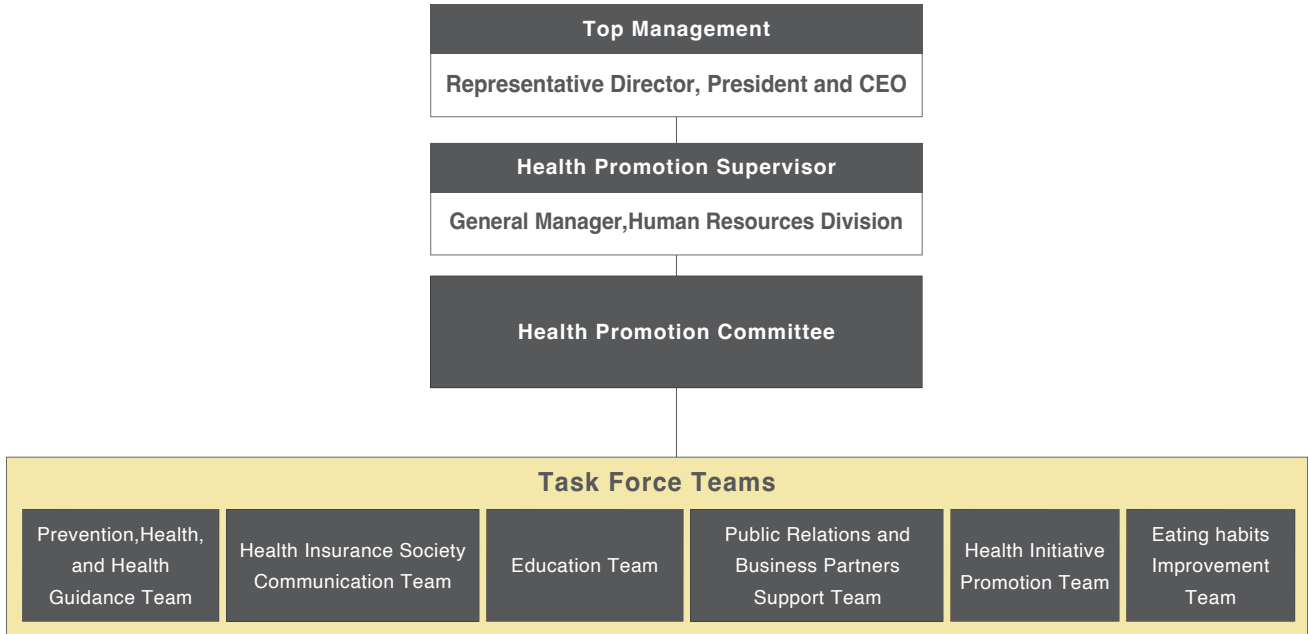 Top Management
Representative Director, President and CEO
Health Promotion Supervisor
General Manager,Human Resources Division
Health Promotion Committee
Task Force Teams
Prevention,Health,
and Health
Guidance Team
Health Insurance Society
Communication Team
Education Team
Public Relations and
Business Partners
Support Team
Health Initiative
Promotion Team
Eating habits
Improvement
Team